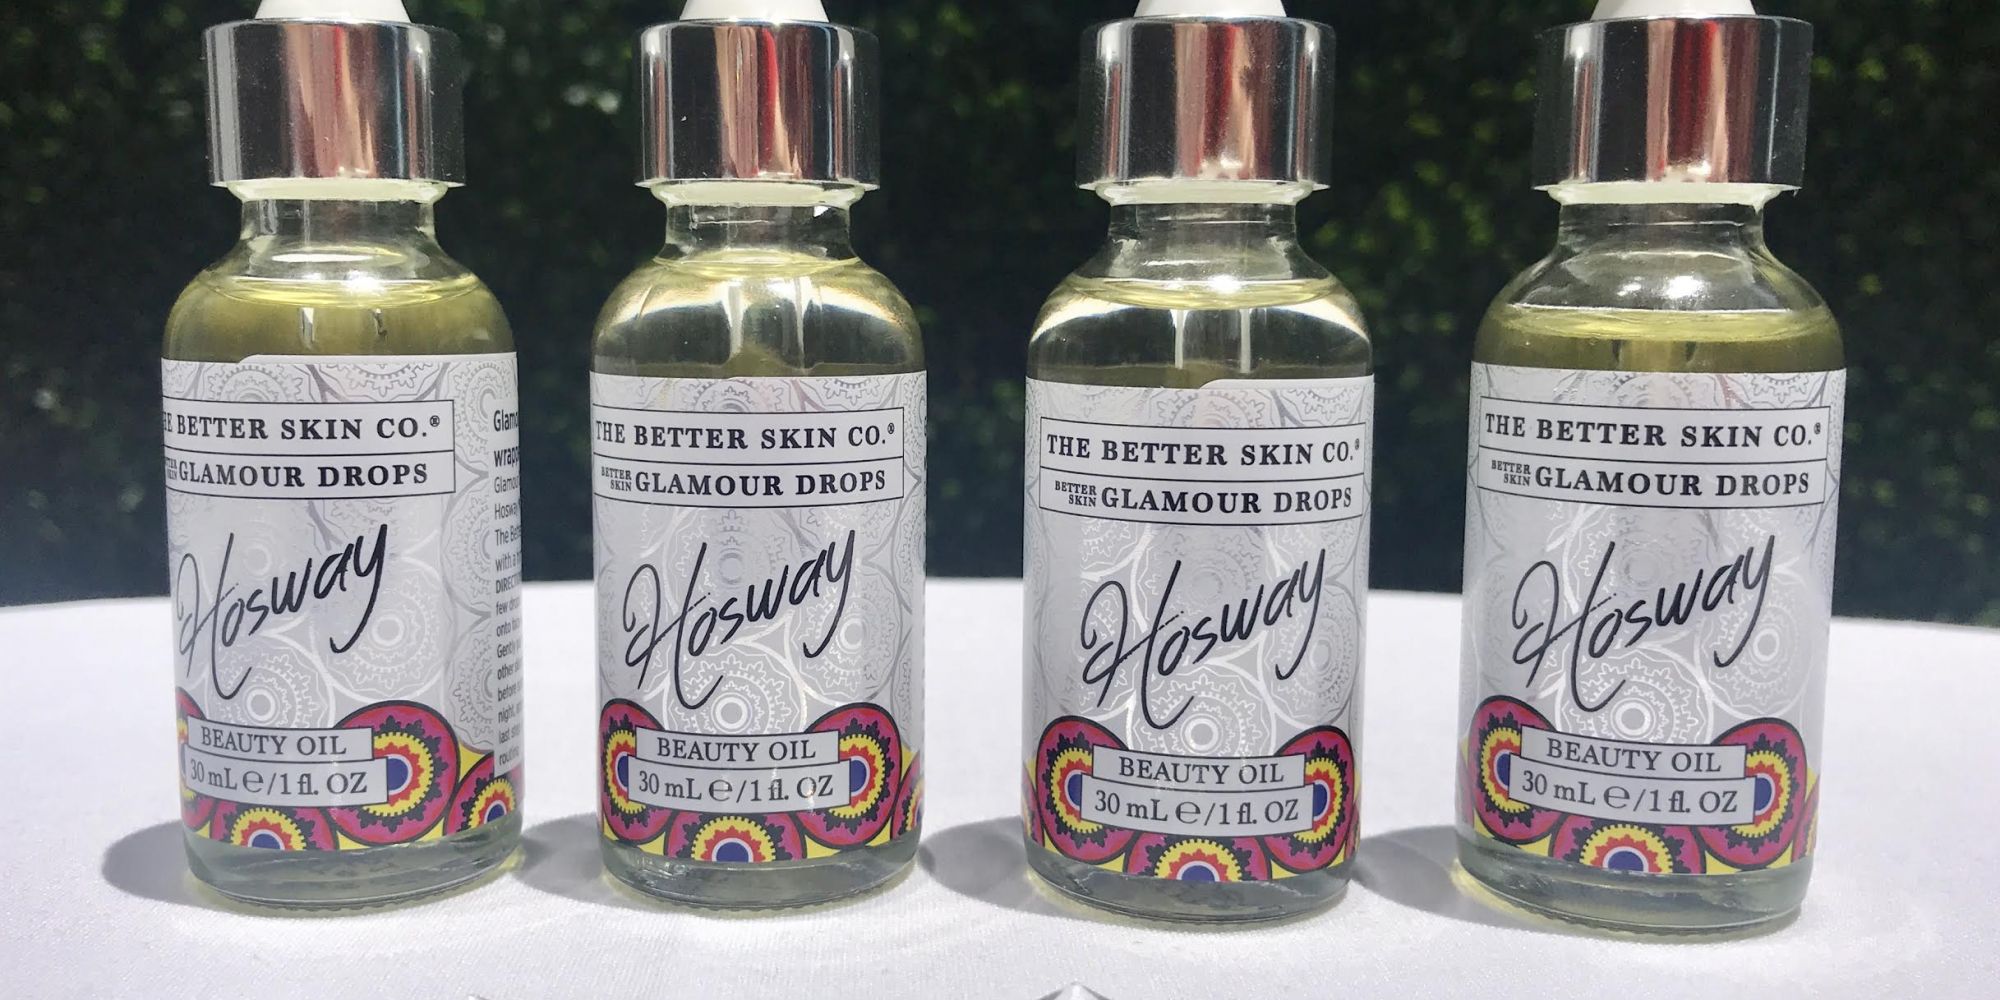 THE BETTER SKIN CO.®
BETTER SKIN GLAMOUR DROPS
Hosway
BEAUTY OIL
30 mL ℮/1 fl. OZ
THE BETTER SKIN CO.®
BETTER SKIN GLAMOUR DROPS
Hosway
BEAUTY OIL
30 mL ℮/1 fl. OZ
THE BETTER SKIN CO.®
BETTER SKIN GLAMOUR DROPS
Hosway
BEAUTY OIL
30 mL ℮/1 fl. OZ
THE BETTER SKIN CO.®
BETTER SKIN GLAMOUR DROPS
Hosway
BEAUTY OIL
30 mL ℮/1 fl. OZ